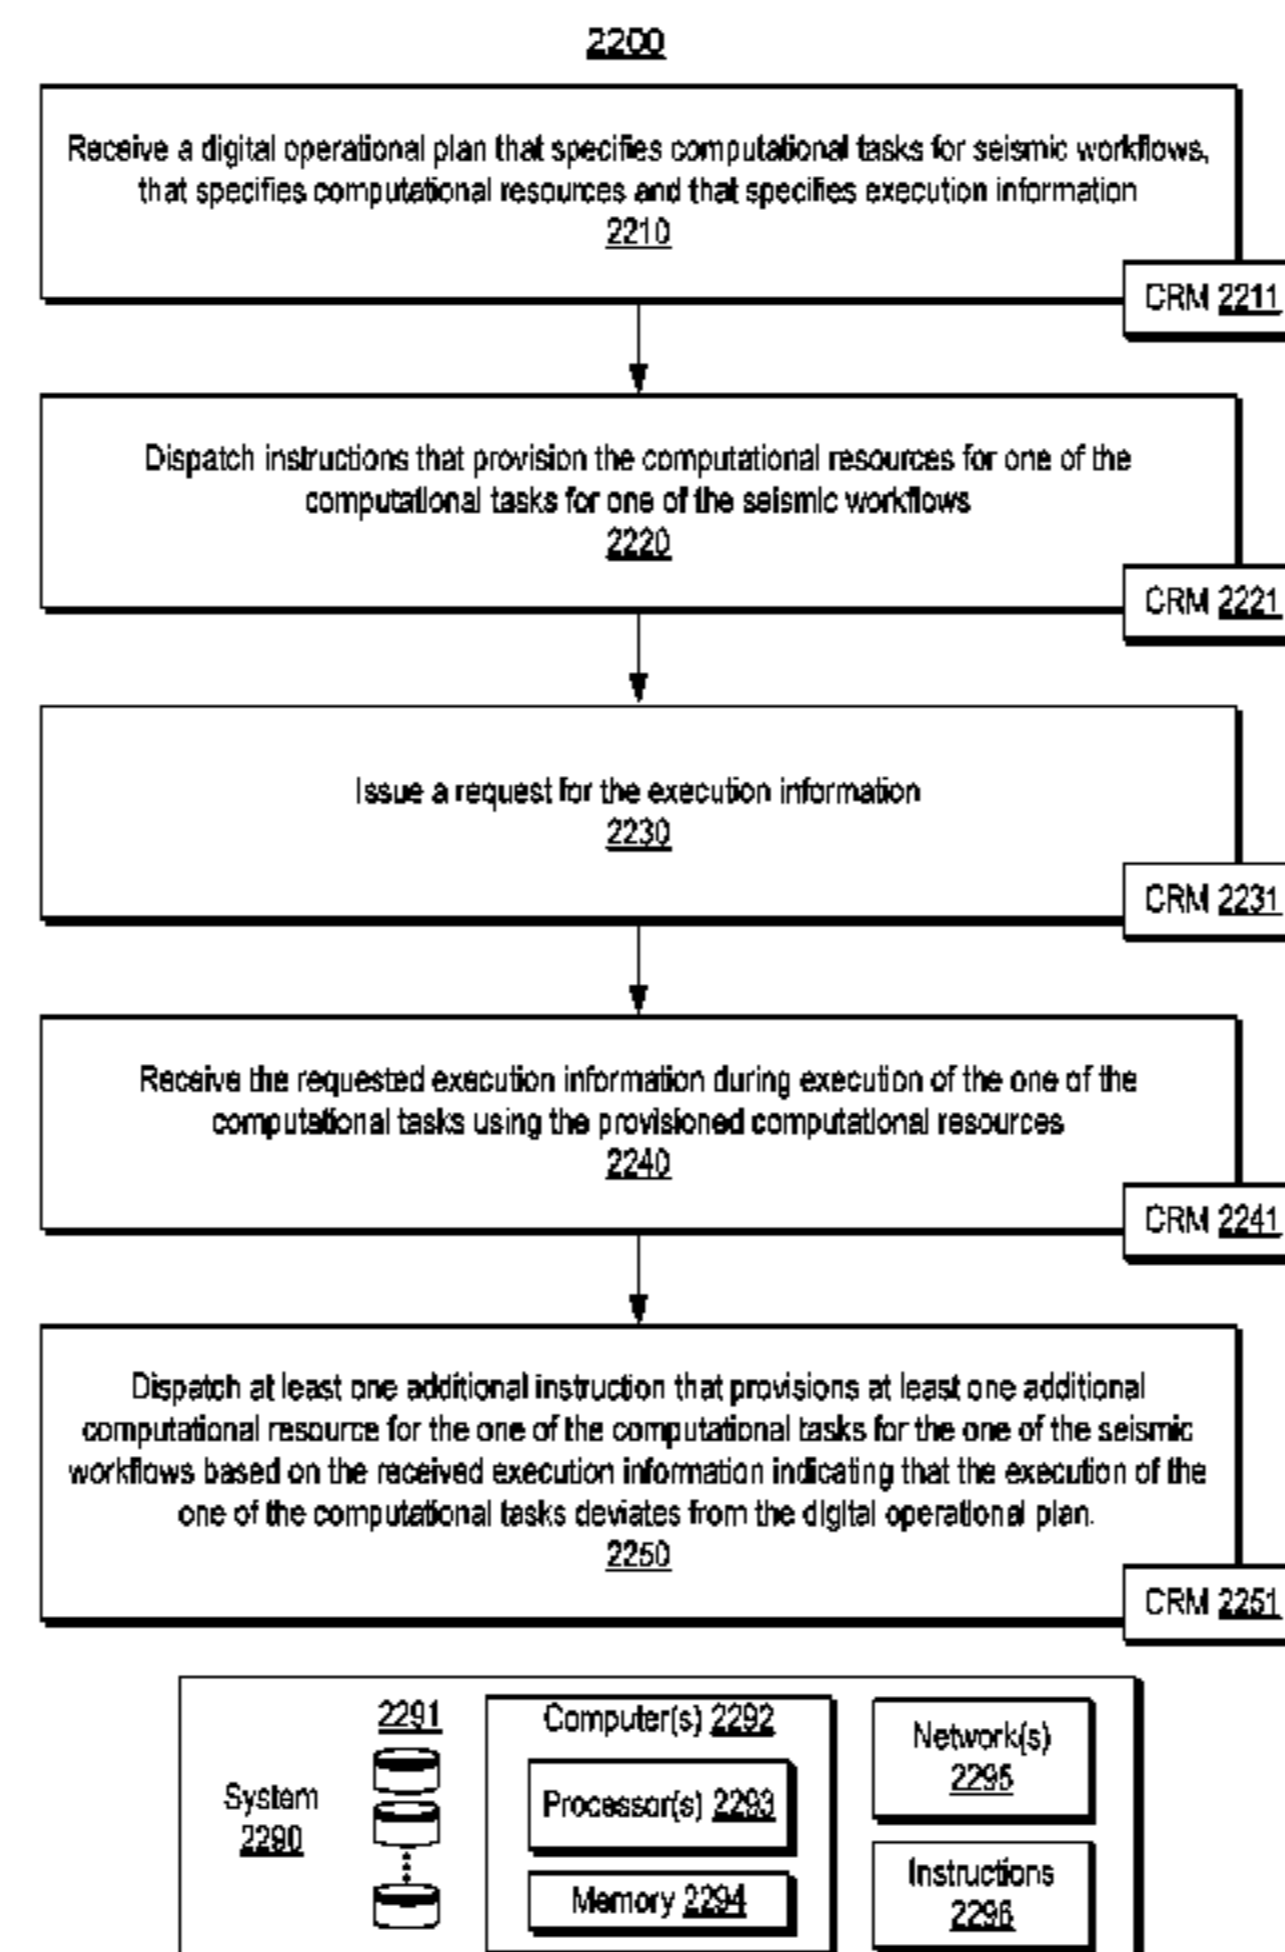 2200
Receive a digital operational plan that specifies computational tasks for seismic workflows,
that specifies computational resources and that specifies execution information
2210
CRM 2211
Dispatch instructions that provision the computational resources for one of the
computational tasks for one of the seismic workflows
2220
CRM 2221
Issue a request for the execution information
2230
CRM 2231
Receive the requested execution information during execution of the one of the
computational tasks using the provisioned computational resources
2240
CRM 2241
Dispatch at least one additional instruction that provisions at least one additional
computational resource for the one of the computational tasks for the one of the seismic
workflows based on the received execution information indicating that the execution of the
one of the computational tasks deviates from the digital operational plan.
2250
CRM 2251
System
2290
2291
Computer(s) 2292
Processor(s) 2293
Memory 2294
Network(s)
2295
Instructions
2296